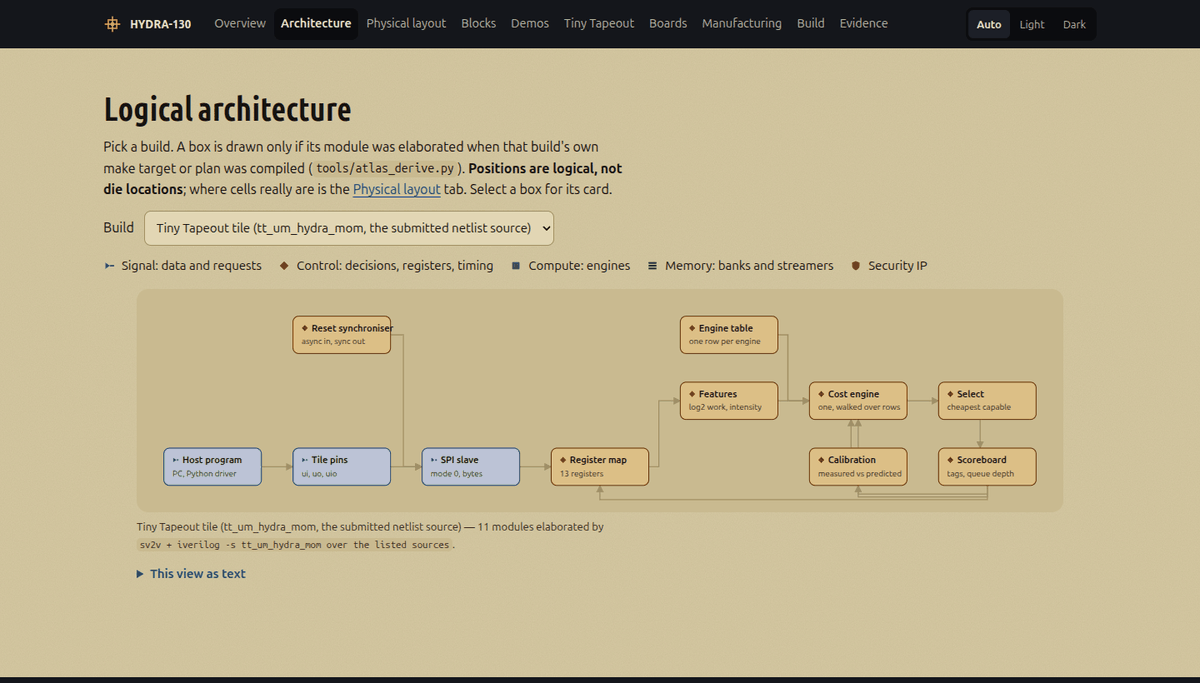 HYDRA-130 Overview Architecture Physical layout Blocks Demos Tiny Tapeout Boards Manufacturing Build Evidence Auto Light Dark
Logical architecture
Pick a build. A box is drawn only if its module was elaborated when that build's own
make target or plan was compiled ( tools/atlas_derive.py ). Positions are logical, not
die locations; where cells really are is the Physical layout tab. Select a box for its card.
Build Tiny Tapeout tile (tt_um_hydra_mom, the submitted netlist source)
Signal: data and requests Control: decisions, registers, timing Compute: engines Memory: banks and streamers Security IP
Reset synchroniser
async in, sync out
Engine table
one row per engine
Features
log2 work, intensity
Cost engine
one, walked over rows
Select
cheapest capable
Host program
PC, Python driver
Tile pins
ui, uo, uio
SPI slave
mode 0, bytes
Register map
13 registers
Calibration
measured vs predicted
Scoreboard
tags, queue depth
Tiny Tapeout tile (tt_um_hydra_mom, the submitted netlist source) — 11 modules elaborated by
sv2v + iverilog -s tt_um_hydra_mom over the listed sources .
This view as text